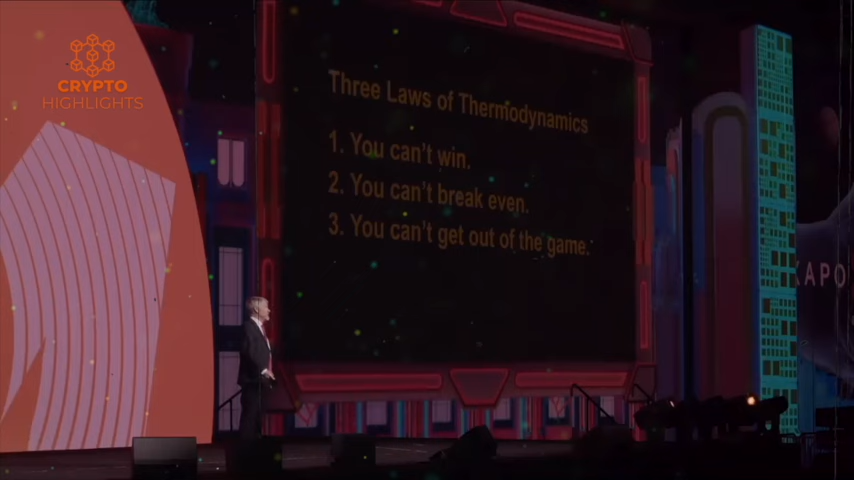 CRYPTO
HIGHLIGHTS
Three Laws of Thermodynamics
1. You can't win.
2. You can't break even.
3. You can't get out of the game.